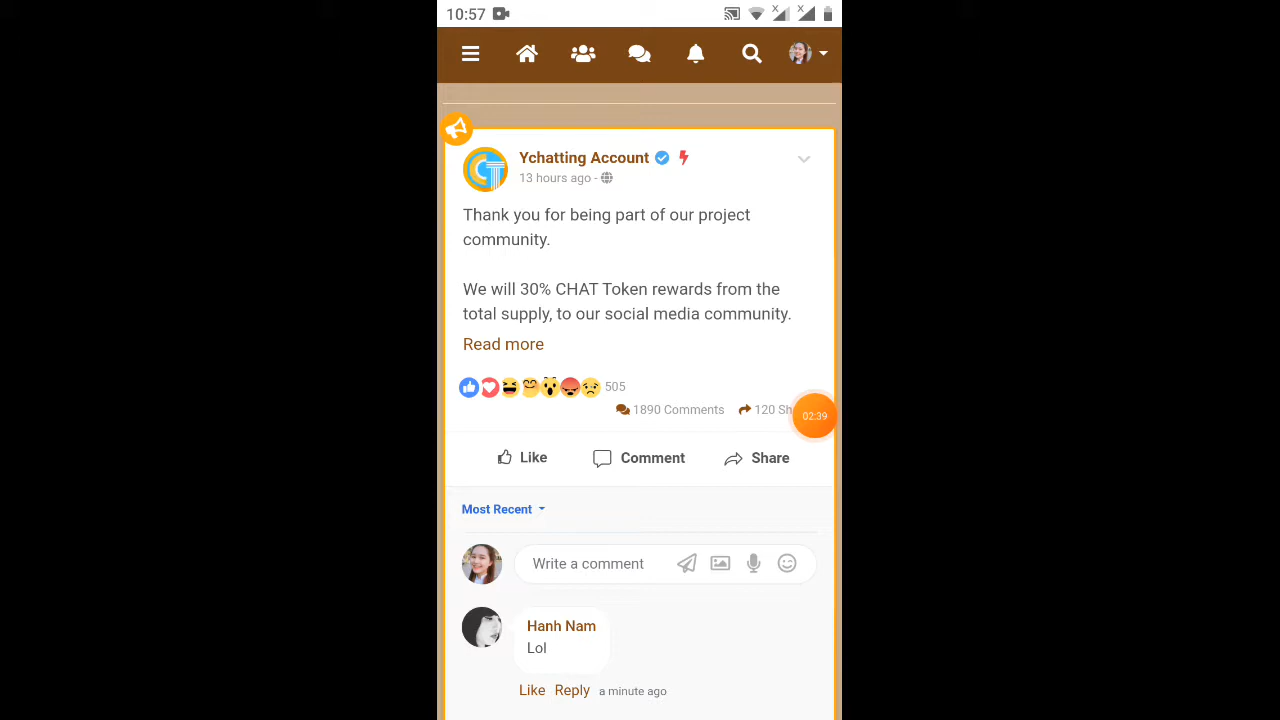 10:57
Ychatting Account
13 hours ago -
Thank you for being part of our project
community.
We will 30% CHAT Token rewards from the
total supply, to our social media community.
Read more
505
1890 Comments 120 Sh
02:39
Like Comment Share
Most Recent
Write a comment
Hanh Nam
Lol
Like Reply a minute ago